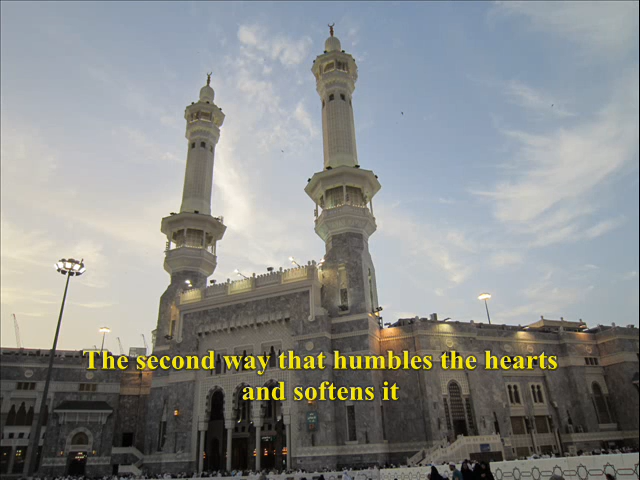 The second way that humbles the hearts
and softens it